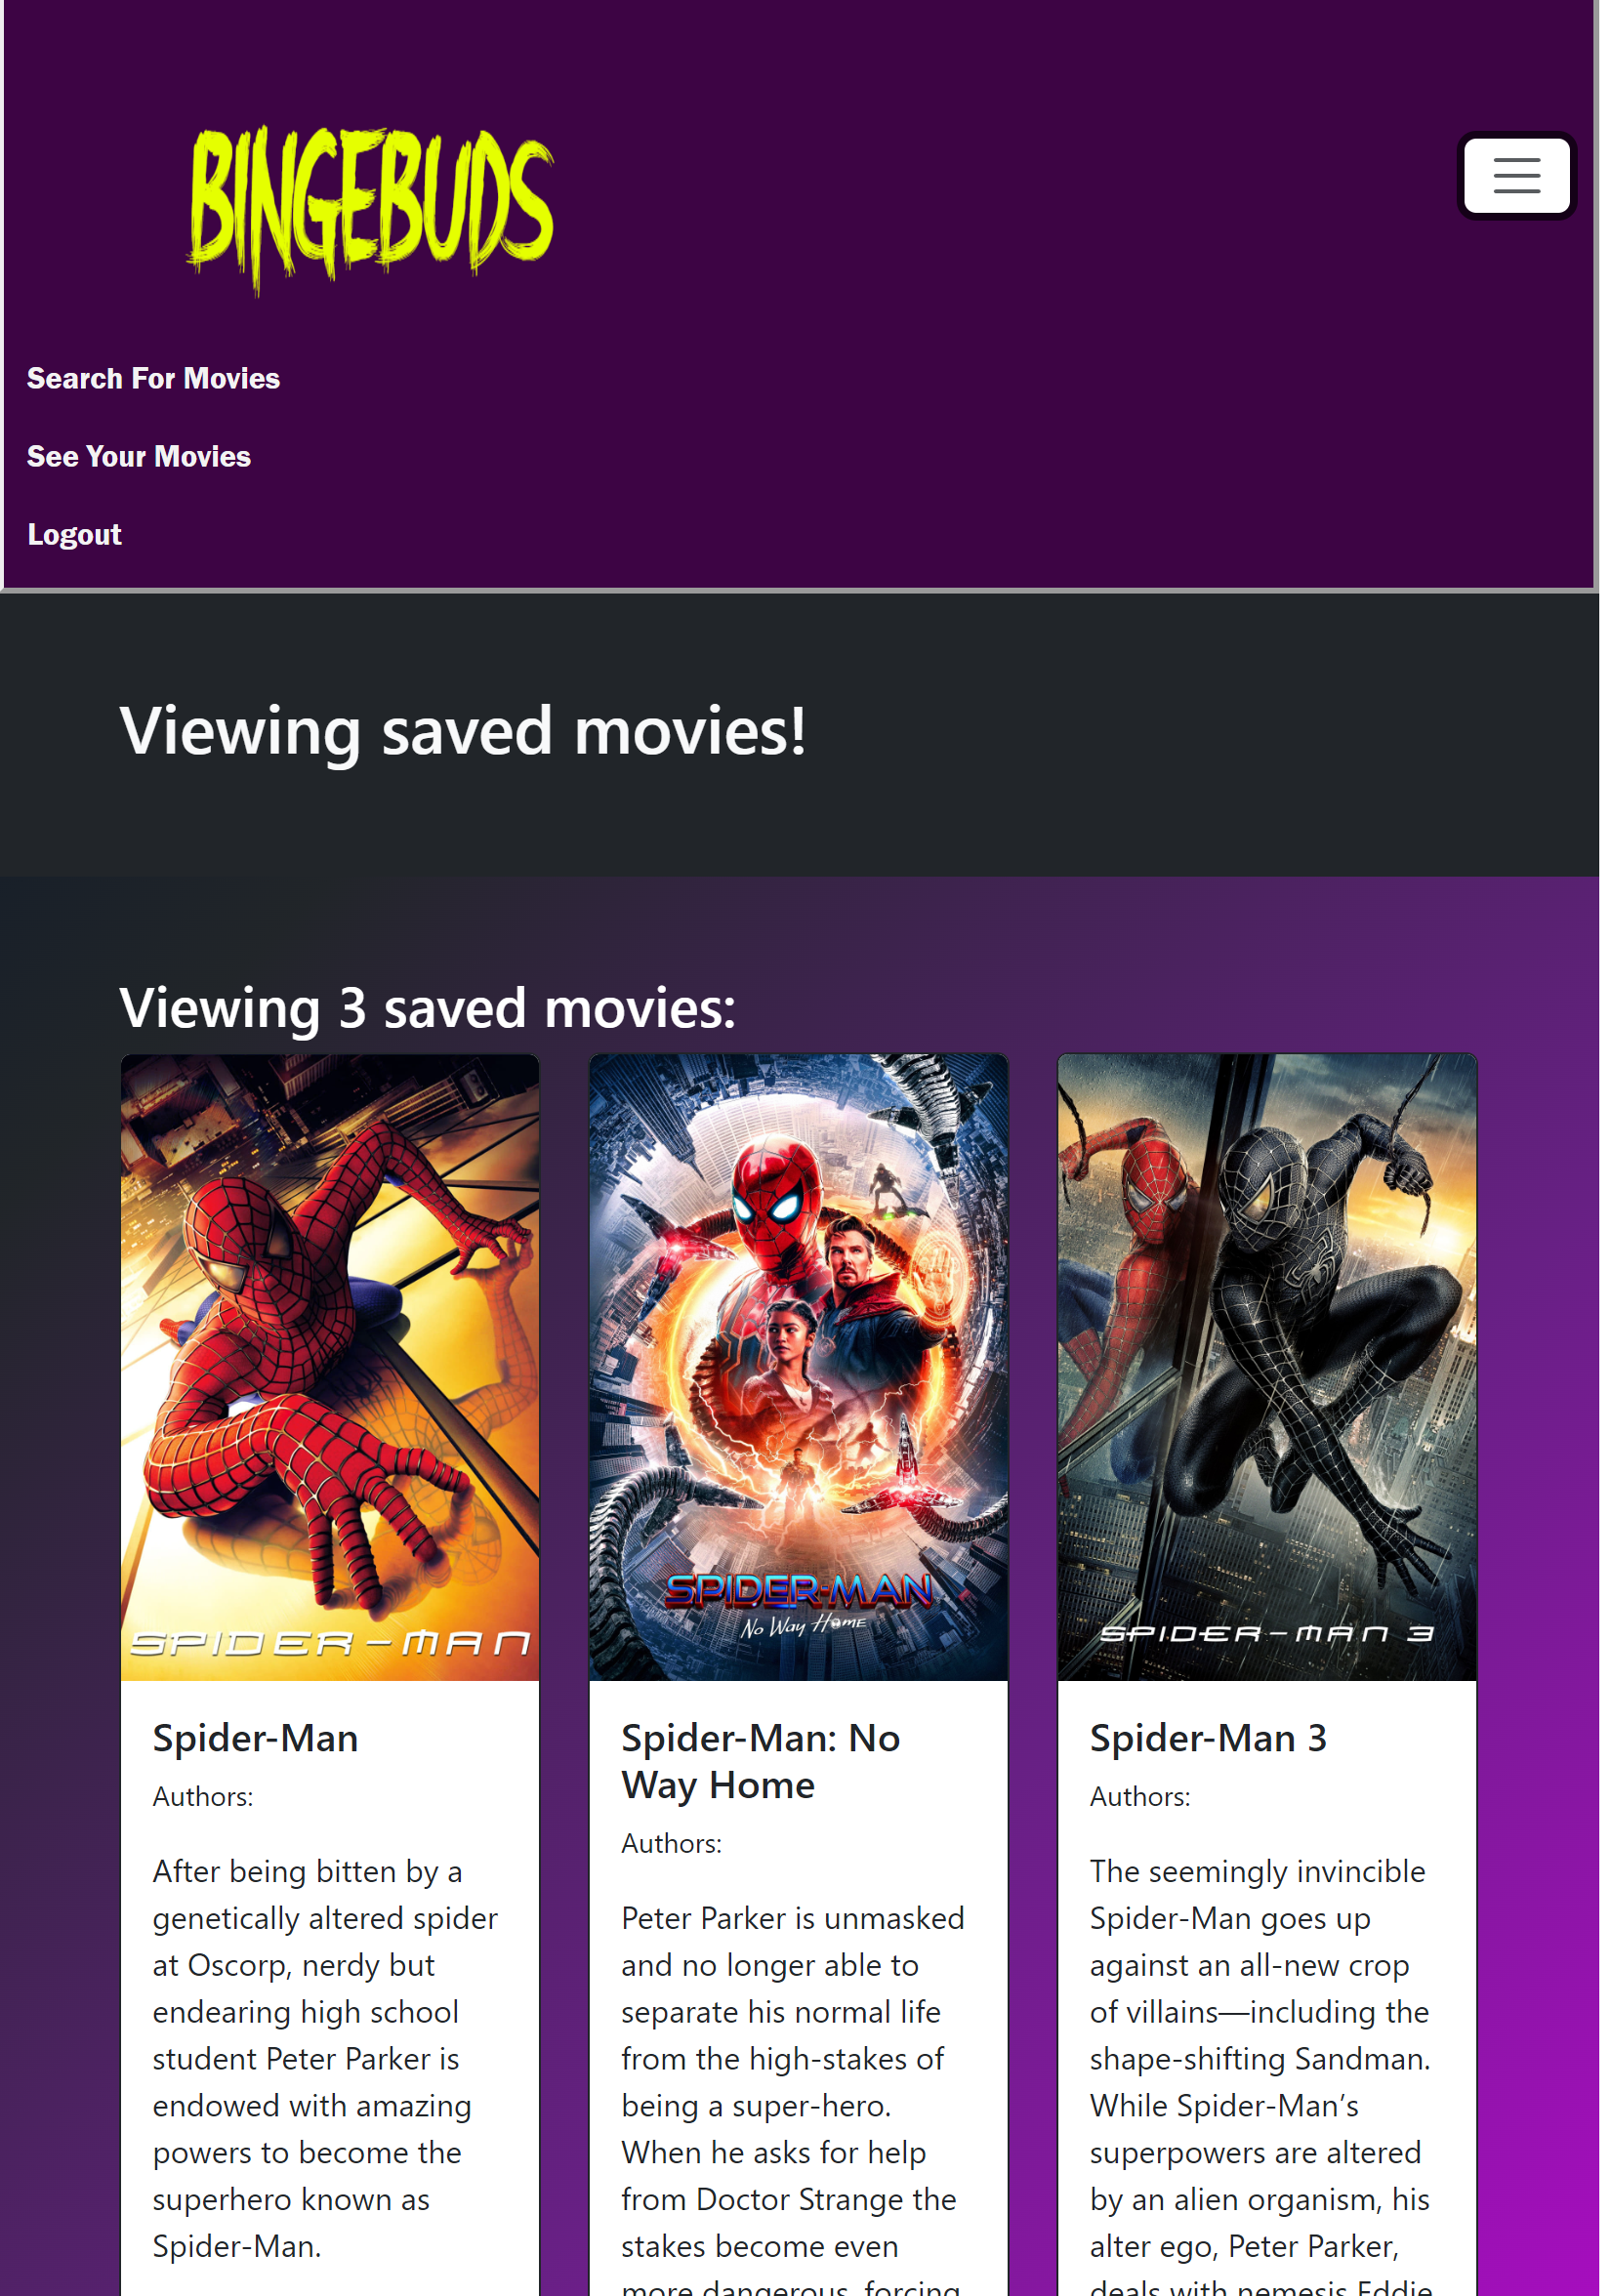 BINGEBUDS
Search For Movies
See Your Movies
Logout
Viewing saved movies!
Viewing 3 saved movies:
SPIDER-MAN
SPIDER-MAN
No Way Home
SPIDER-MAN 3
Spider-Man
Authors:
After being bitten by a
genetically altered spider
at Oscorp, nerdy but
endearing high school
student Peter Parker is
endowed with amazing
powers to become the
superhero known as
Spider-Man.
Spider-Man: No
Way Home
Authors:
Peter Parker is unmasked
and no longer able to
separate his normal life
from the high-stakes of
being a super-hero.
When he asks for help
from Doctor Strange the
stakes become even
more dangerous, forcing
Spider-Man 3
Authors:
The seemingly invincible
Spider-Man goes up
against an all-new crop
of villains—including the
shape-shifting Sandman.
While Spider-Man’s
superpowers are altered
by an alien organism, his
alter ego, Peter Parker,
deals with nemesis Eddie